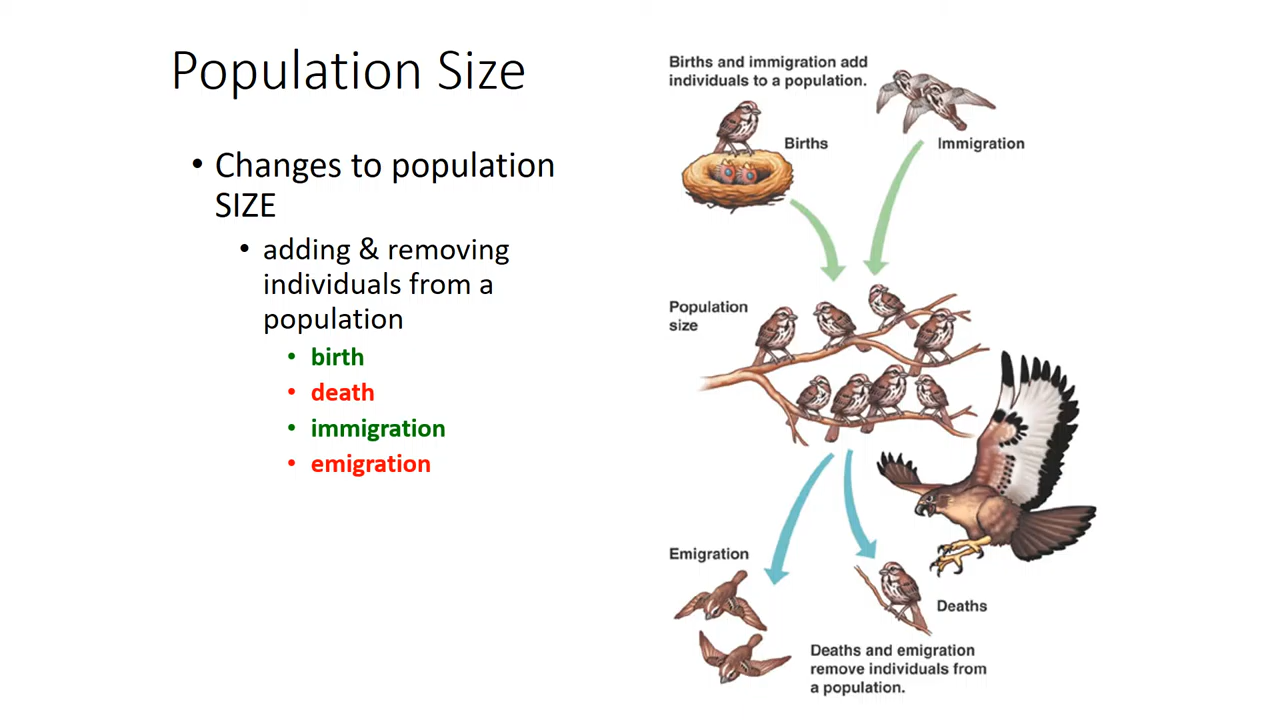 Population Size
• Changes to population
SIZE
• adding & removing
individuals from a
population
• birth
• death
• immigration
• emigration
Births and immigration add
individuals to a population.
Births
Immigration
Population
size
Emigration
Deaths
Deaths and emigration
remove individuals from
a population.